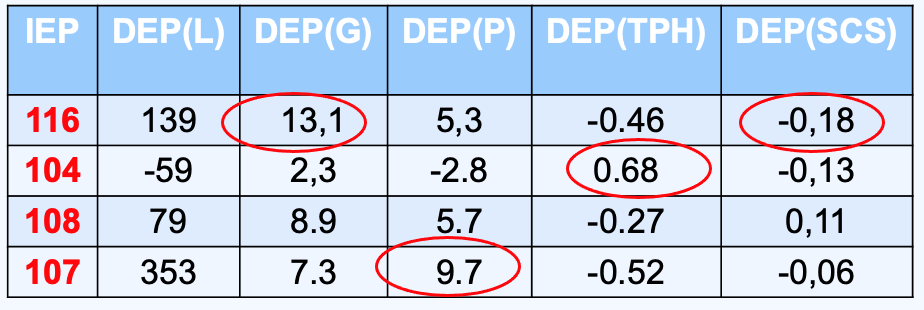 IEP DEP(L) DEP(G) DEP(P) DEP(TPH) DEP(SCS)
116 139 13,1 5,3 -0.46 -0,18
104 -59 2,3 -2.8 0.68 -0,13
108 79 8.9 5.7 -0.27 0,11
107 353 7.3 9.7 -0.52 -0,06